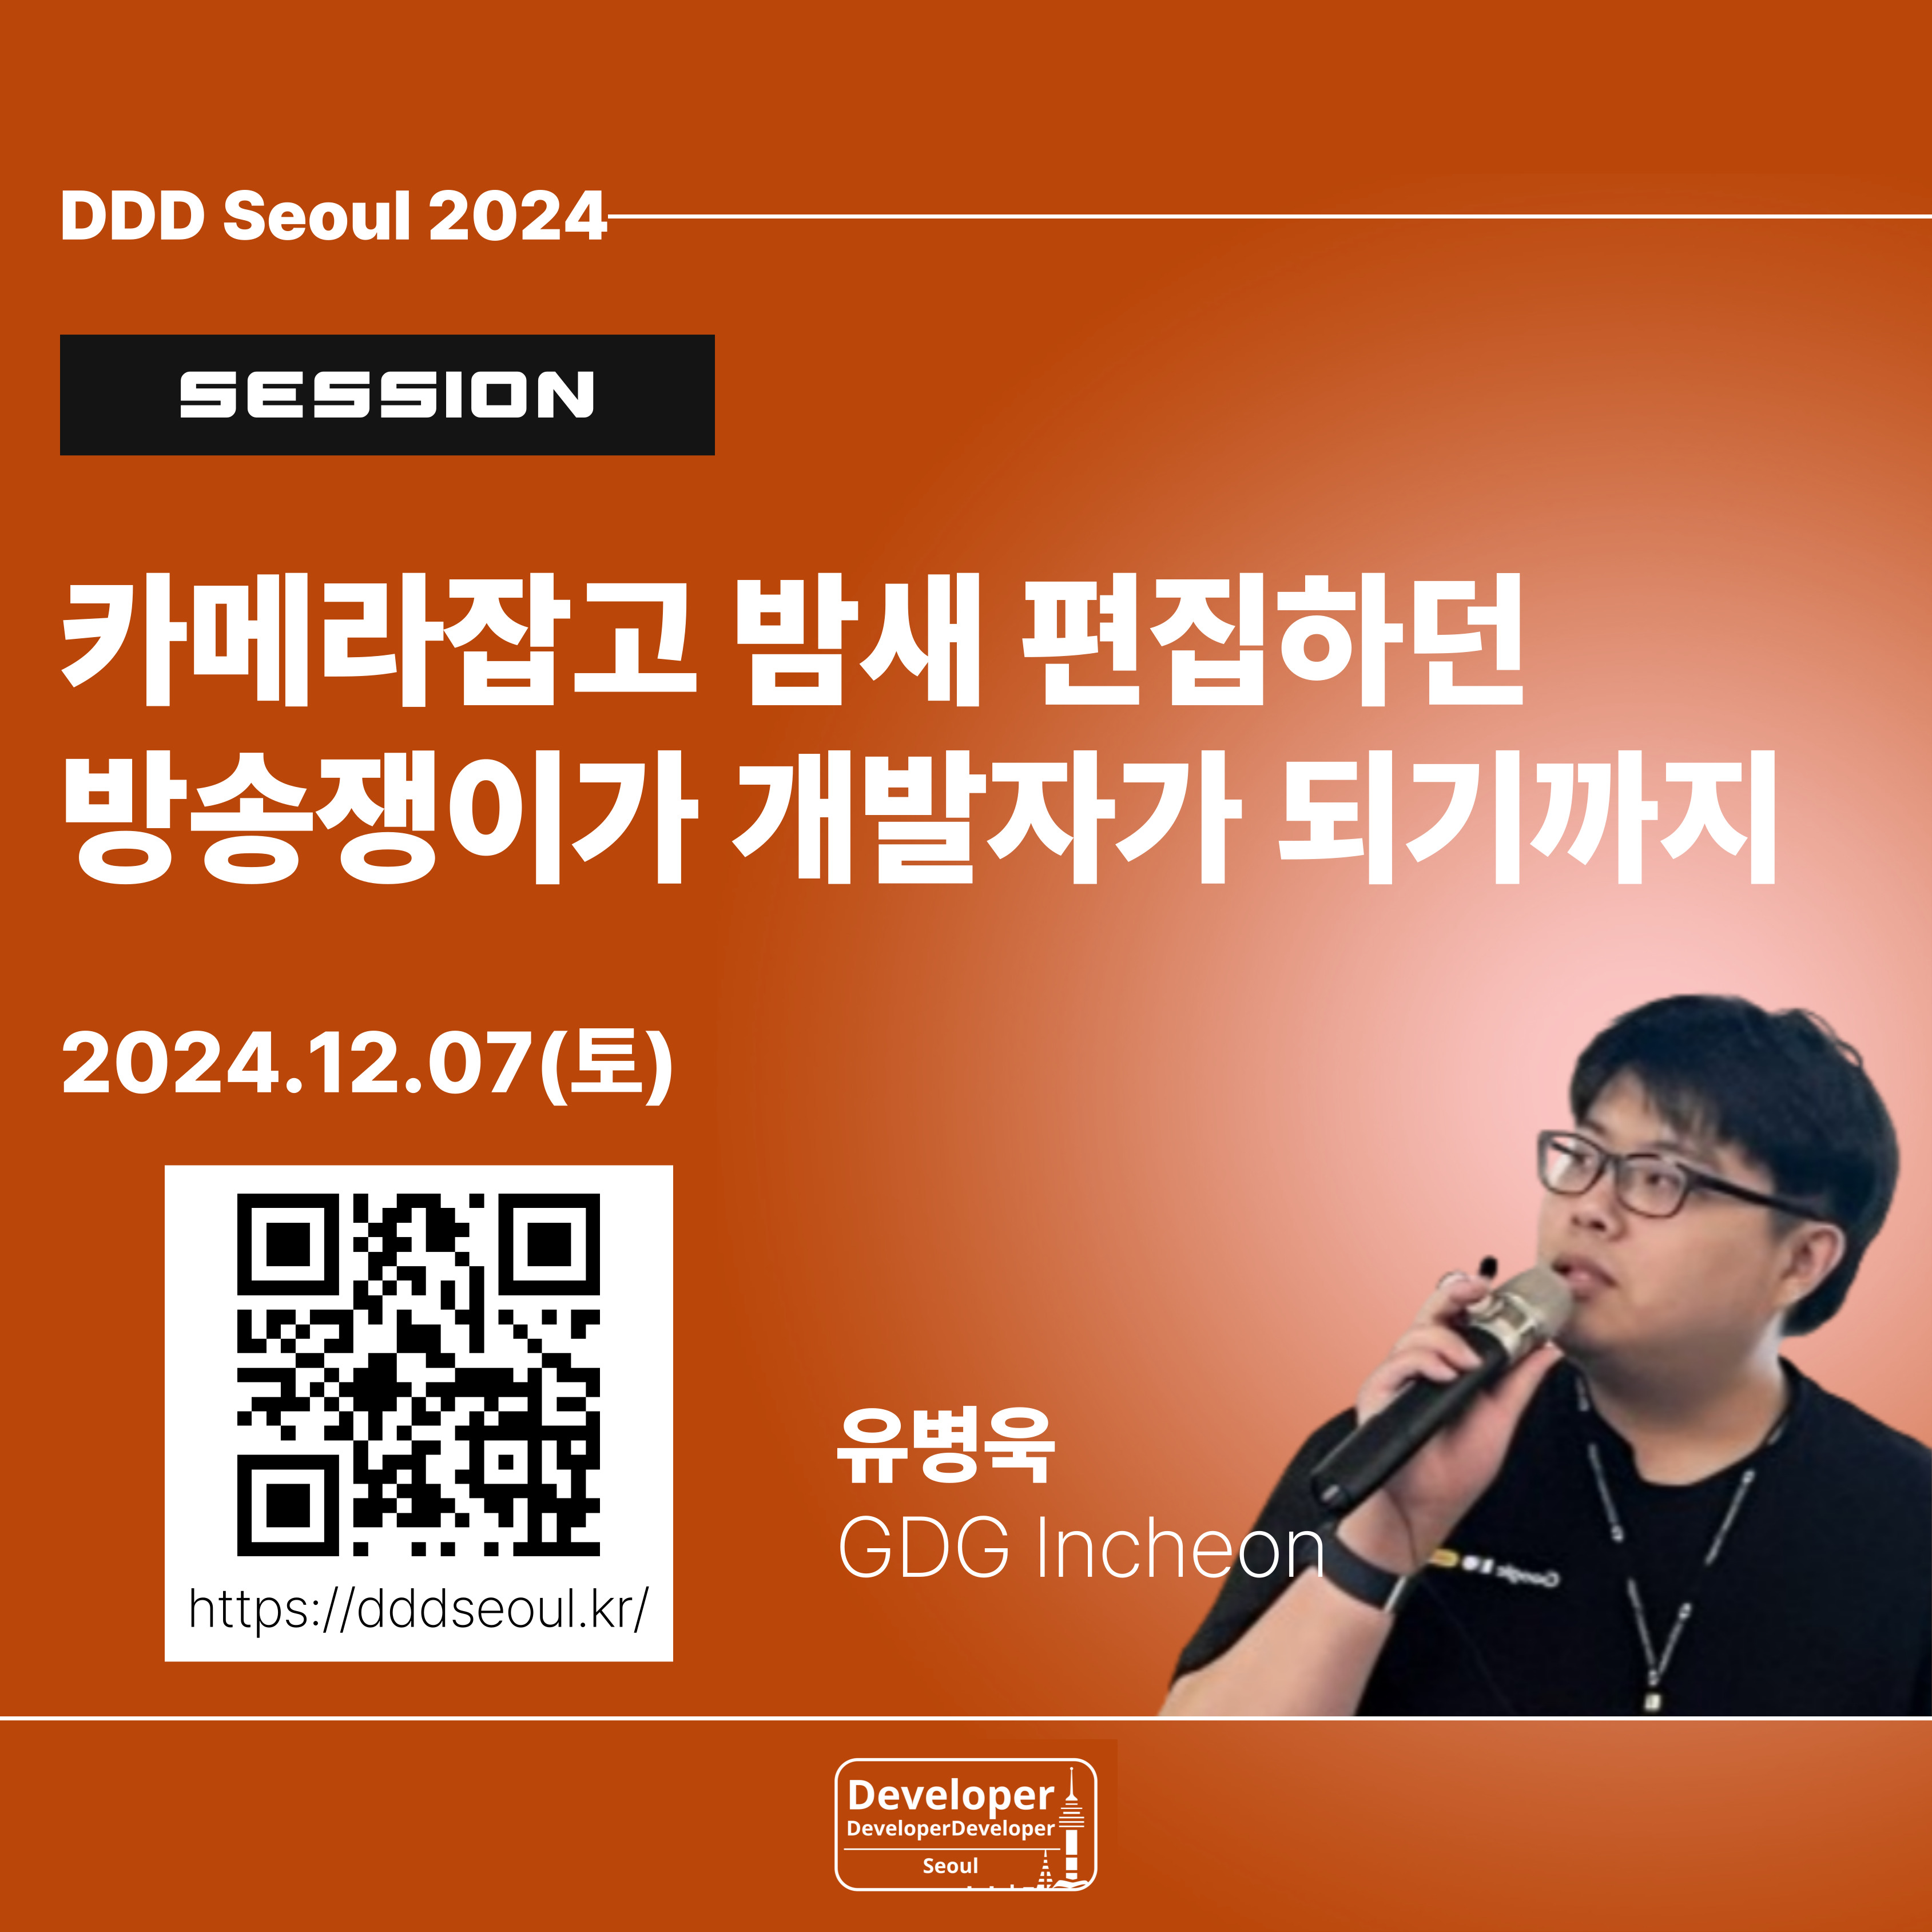 DDD Seoul 2024
SESSION
카메라잡고 밤새 편집하던
방송쟁이가 개발자가 되기까지
2024.12.07(토)
https://dddseoul.kr/
유병욱
GDG Incheon
Google
Developer
DeveloperDeveloper
Seoul